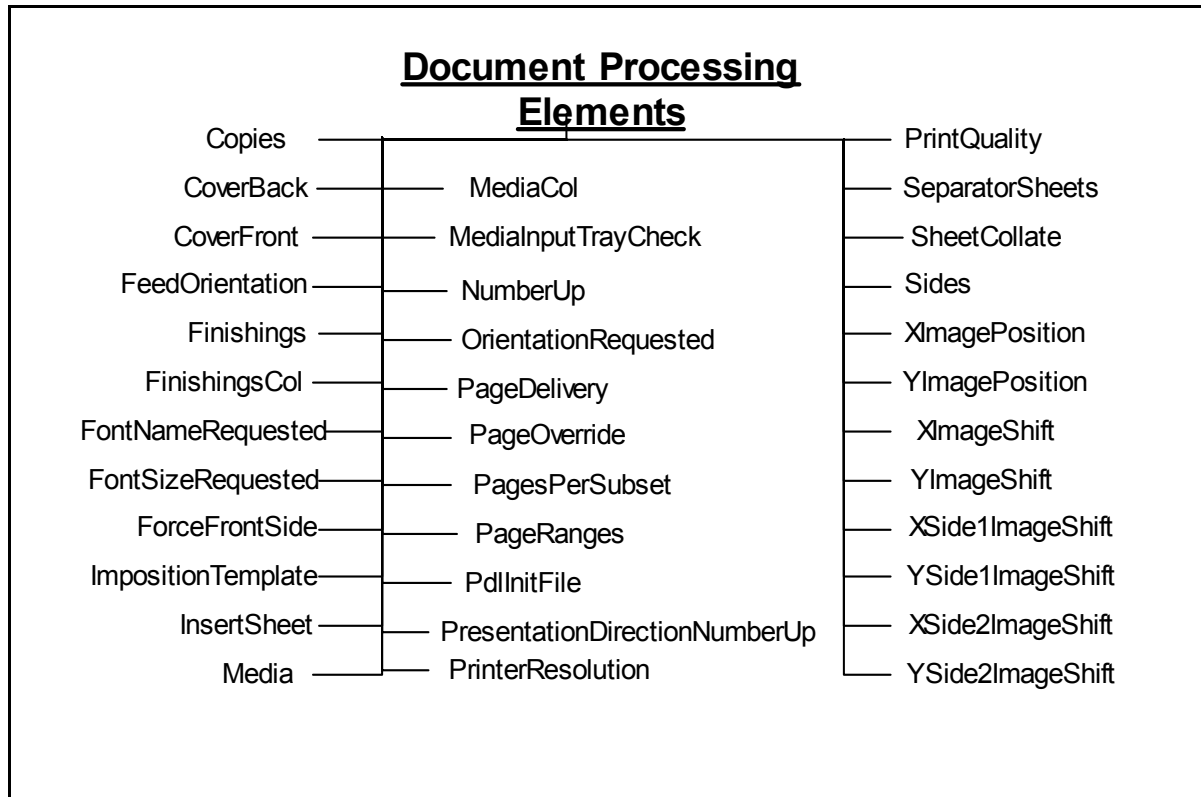 Document Processing
Elements
Copies
CoverBack
CoverFront
FeedOrientation
Finishings
FinishingsCol
FontNameRequested
FontSizeRequested
ForceFrontSide
ImpositionTemplate
InsertSheet
Media
MediaCol
MediaInputTrayCheck
NumberUp
OrientationRequested
PageDelivery
PageOverride
PagesPerSubset
PageRanges
PdlInitFile
PresentationDirectionNumberUp
PrinterResolution
PrintQuality
SeparatorSheets
SheetCollate
Sides
XImagePosition
YImagePosition
XImageShift
YImageShift
XSide1ImageShift
YSide1ImageShift
XSide2ImageShift
YSide2ImageShift